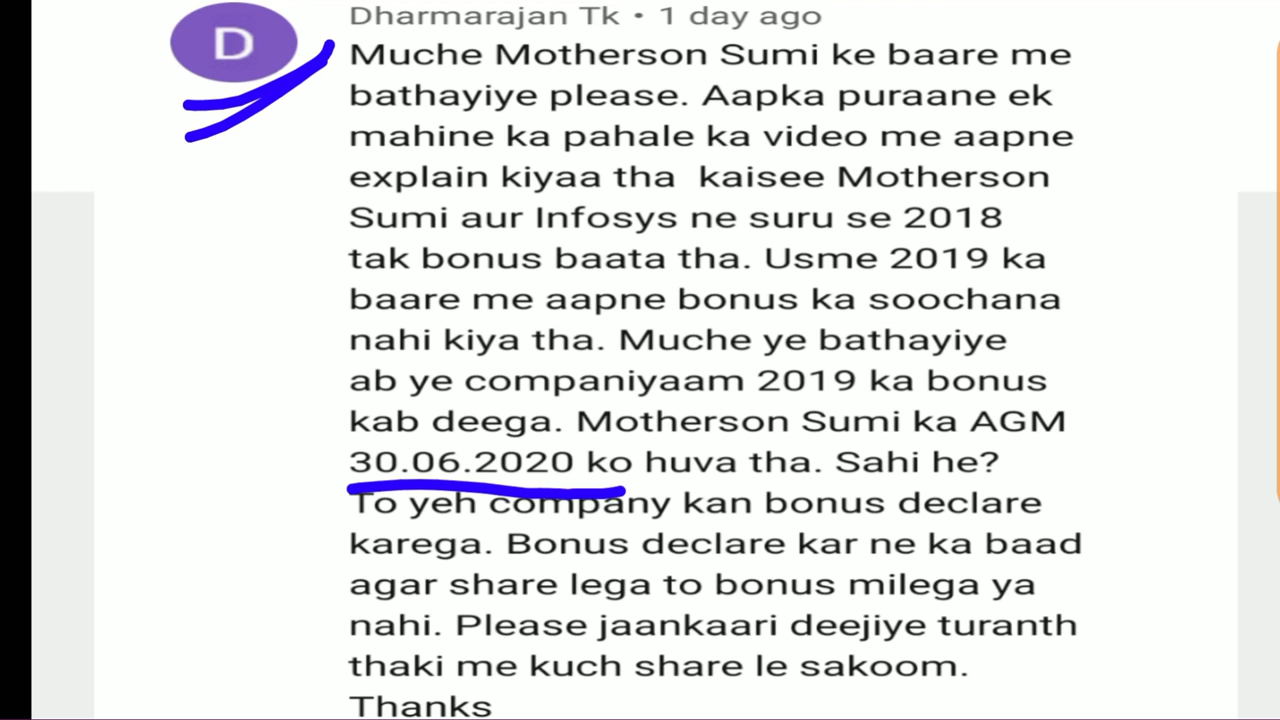 D
Dharmarajan Tk • 1 day ago
Muche Motherson Sumi ke baare me
bathayiye please. Aapka puraane ek
mahine ka pahale ka video me aapne
explain kiyaa tha kaisee Motherson
Sumi aur Infosys ne suru se 2018
tak bonus baata tha. Usme 2019 ka
baare me aapne bonus ka soochana
nahi kiya tha. Muche ye bathayiye
ab ye companiyaam 2019 ka bonus
kab deega. Motherson Sumi ka AGM
30.06.2020 ko huva tha. Sahi he?
To yeh company kan bonus declare
karega. Bonus declare kar ne ka baad
agar share lega to bonus milega ya
nahi. Please jaankaari deejiye turanth
thaki me kuch share le sakoom.
Thanks